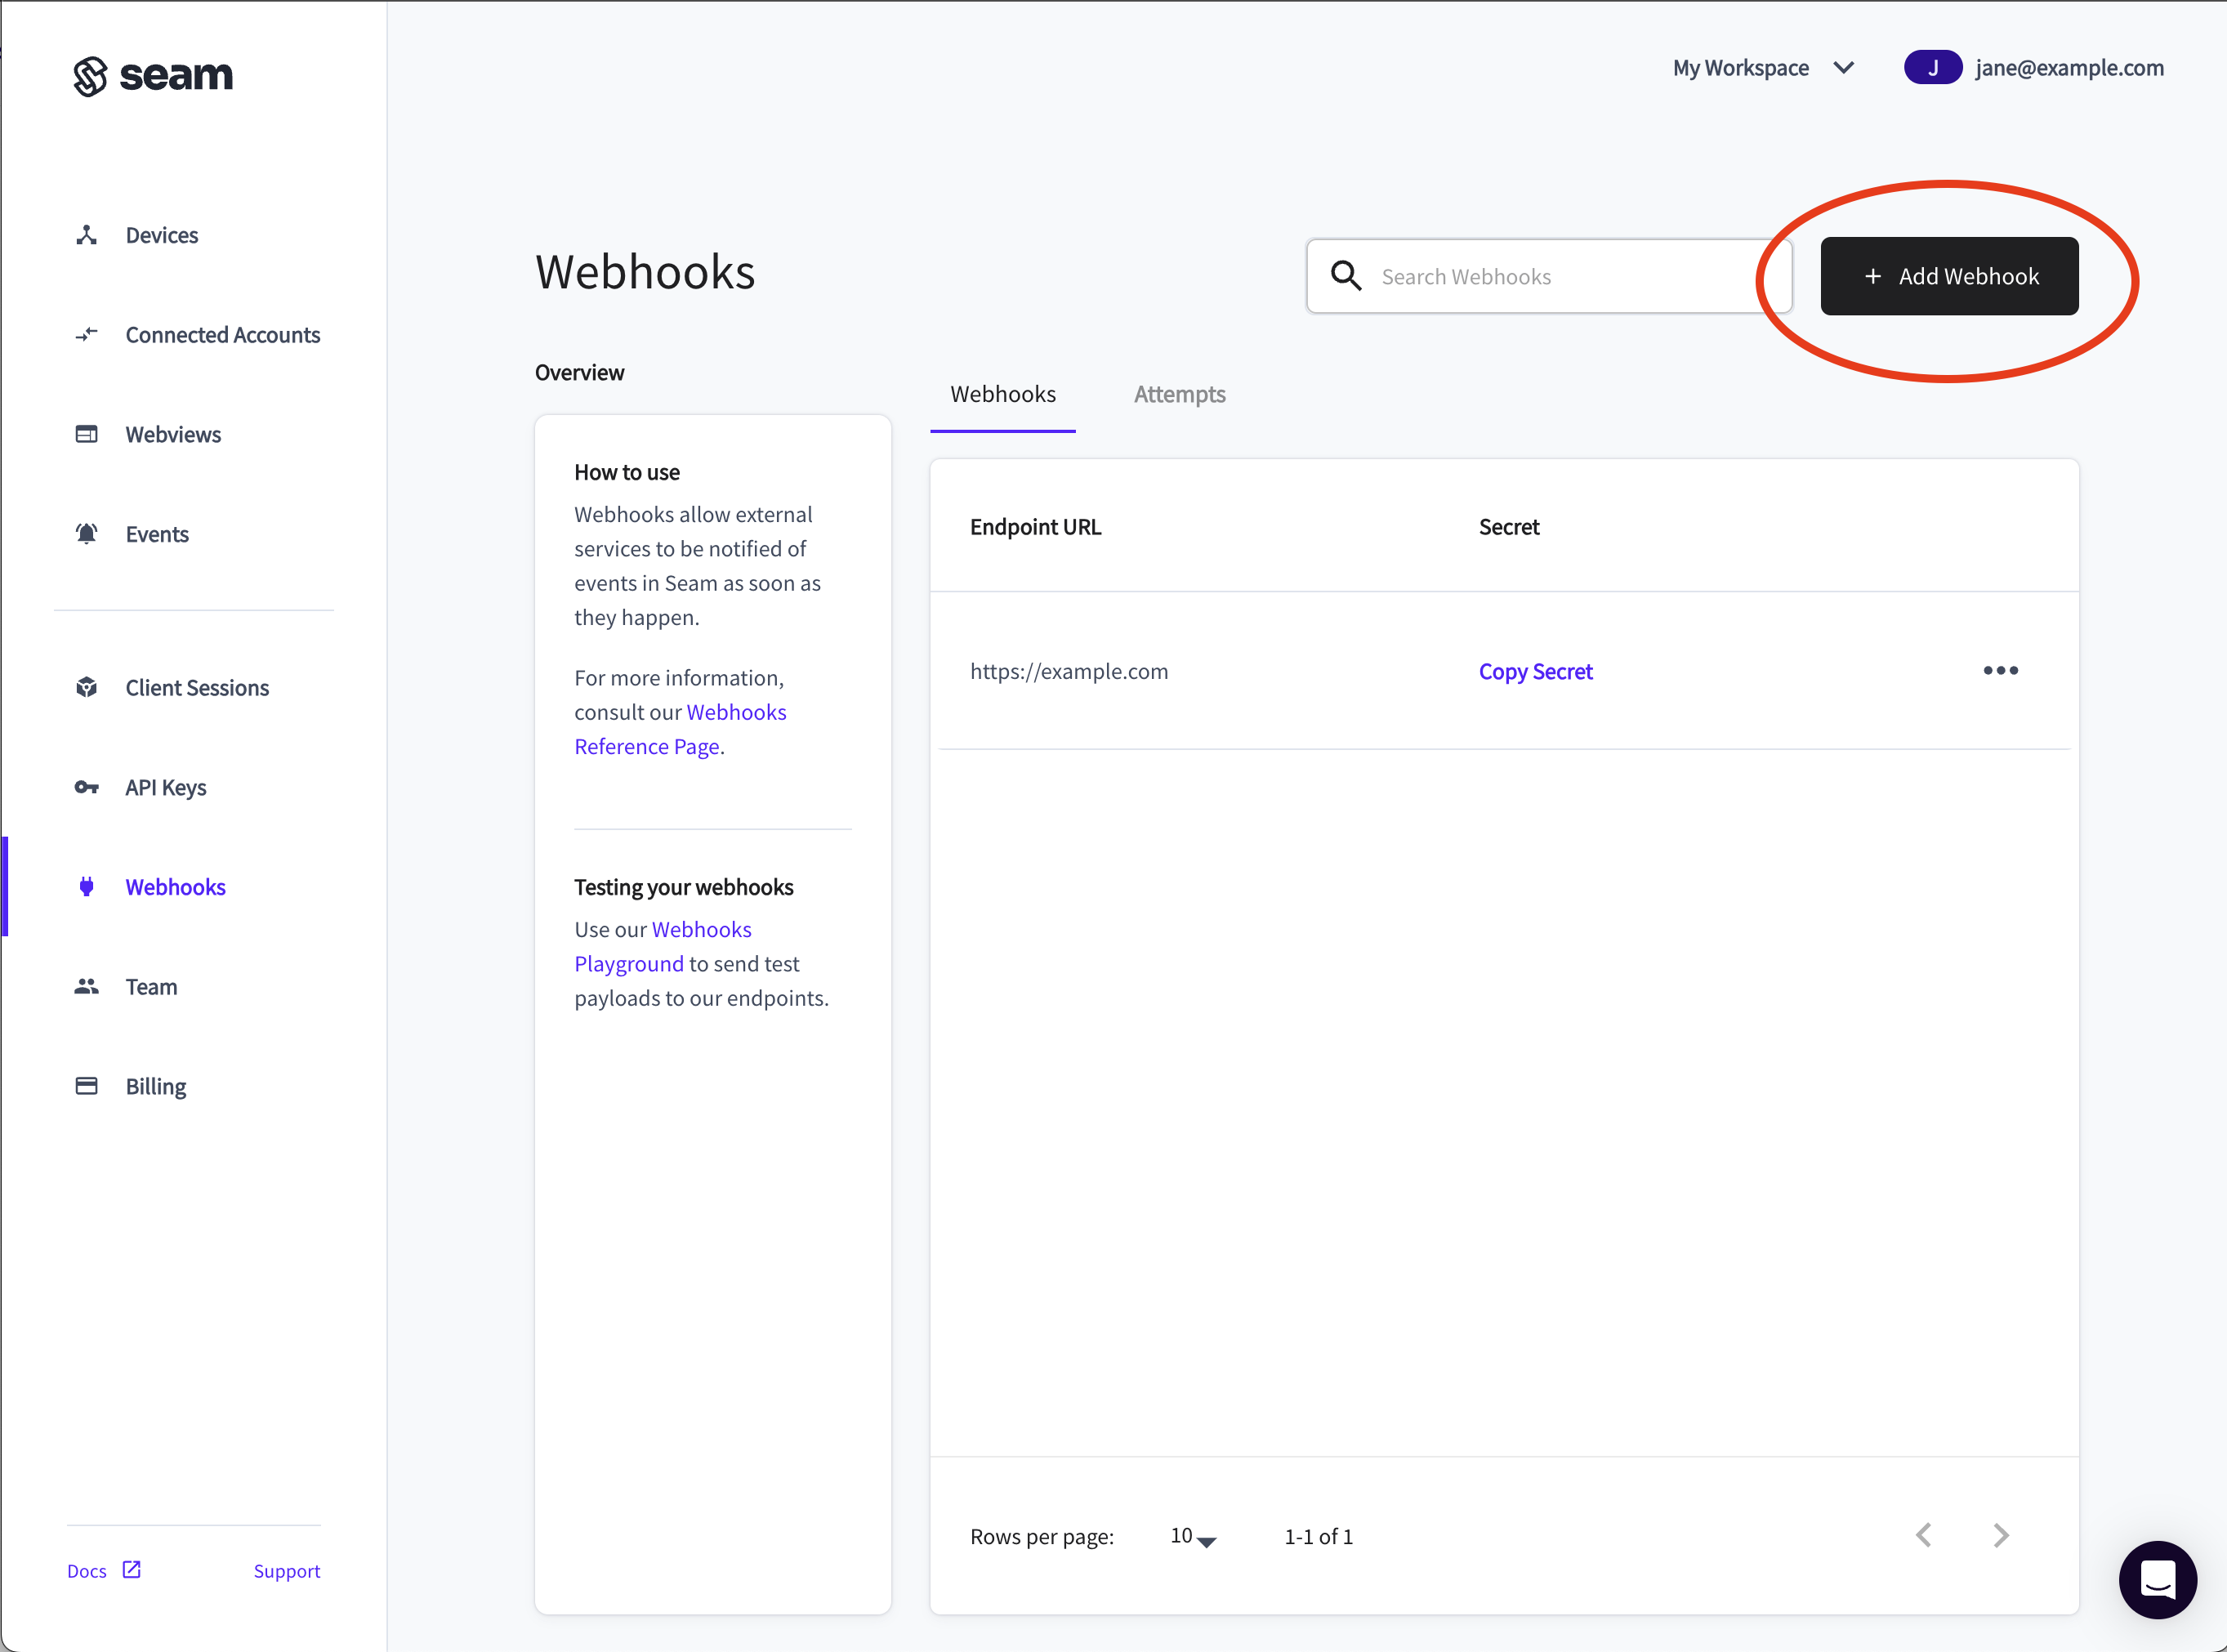 seam
My Workspace
J
jane@example.com
Devices
Connected Accounts
Webviews
Events
Client Sessions
API Keys
Webhooks
Team
Billing
Docs
Support
Webhooks
Search Webhooks
+ Add Webhook
Overview
How to use
Webhooks allow external
services to be notified of
events in Seam as soon as
they happen.
For more information,
consult our Webhooks
Reference Page.
Testing your webhooks
Use our Webhooks
Playground to send test
payloads to our endpoints.
Webhooks
Attempts
Endpoint URL
Secret
https://example.com
Copy Secret
Rows per page:
10
1-1 of 1